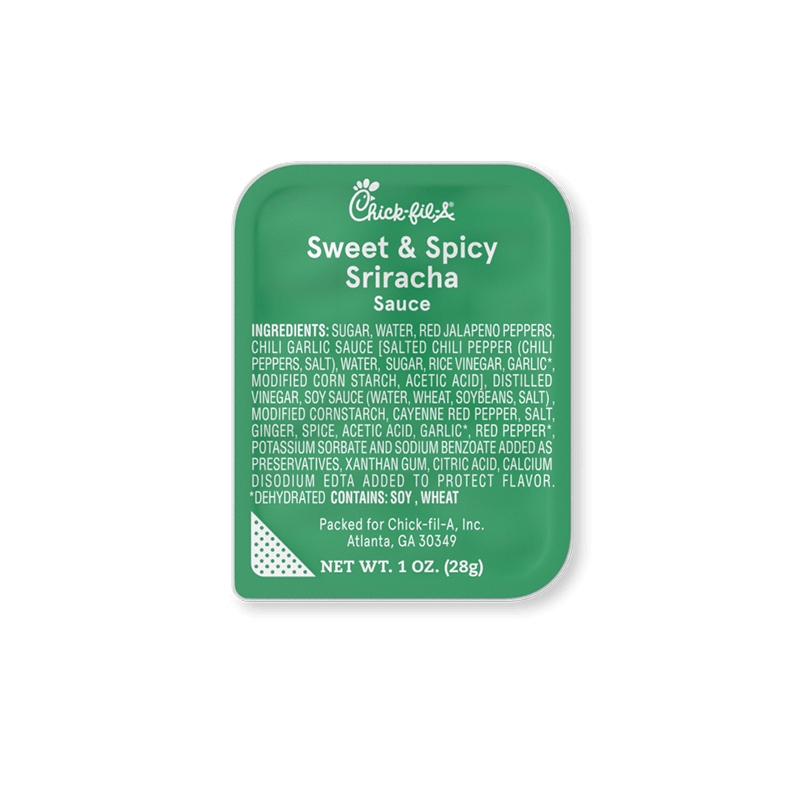 Chick-fil-A®
Sweet & Spicy
Sriracha
Sauce
INGREDIENTS: SUGAR, WATER, RED JALAPENO PEPPERS,
CHILI GARLIC SAUCE [SALTED CHILI PEPPER (CHILI
PEPPERS, SALT), WATER, SUGAR, RICE VINEGAR, GARLIC*,
MODIFIED CORN STARCH, ACETIC ACID], DISTILLED
VINEGAR, SOY SAUCE (WATER, WHEAT, SOYBEANS, SALT) ,
MODIFIED CORNSTARCH, CAYENNE RED PEPPER, SALT,
GINGER, SPICE, ACETIC ACID, GARLIC*, RED PEPPER*,
POTASSIUM SORBATE AND SODIUM BENZOATE ADDED AS
PRESERVATIVES, XANTHAN GUM, CITRIC ACID, CALCIUM
DISODIUM EDTA ADDED TO PROTECT FLAVOR.
*DEHYDRATED CONTAINS: SOY , WHEAT
Packed for Chick-fil-A, Inc.
Atlanta, GA 30349
NET WT. 1 OZ. (28g)